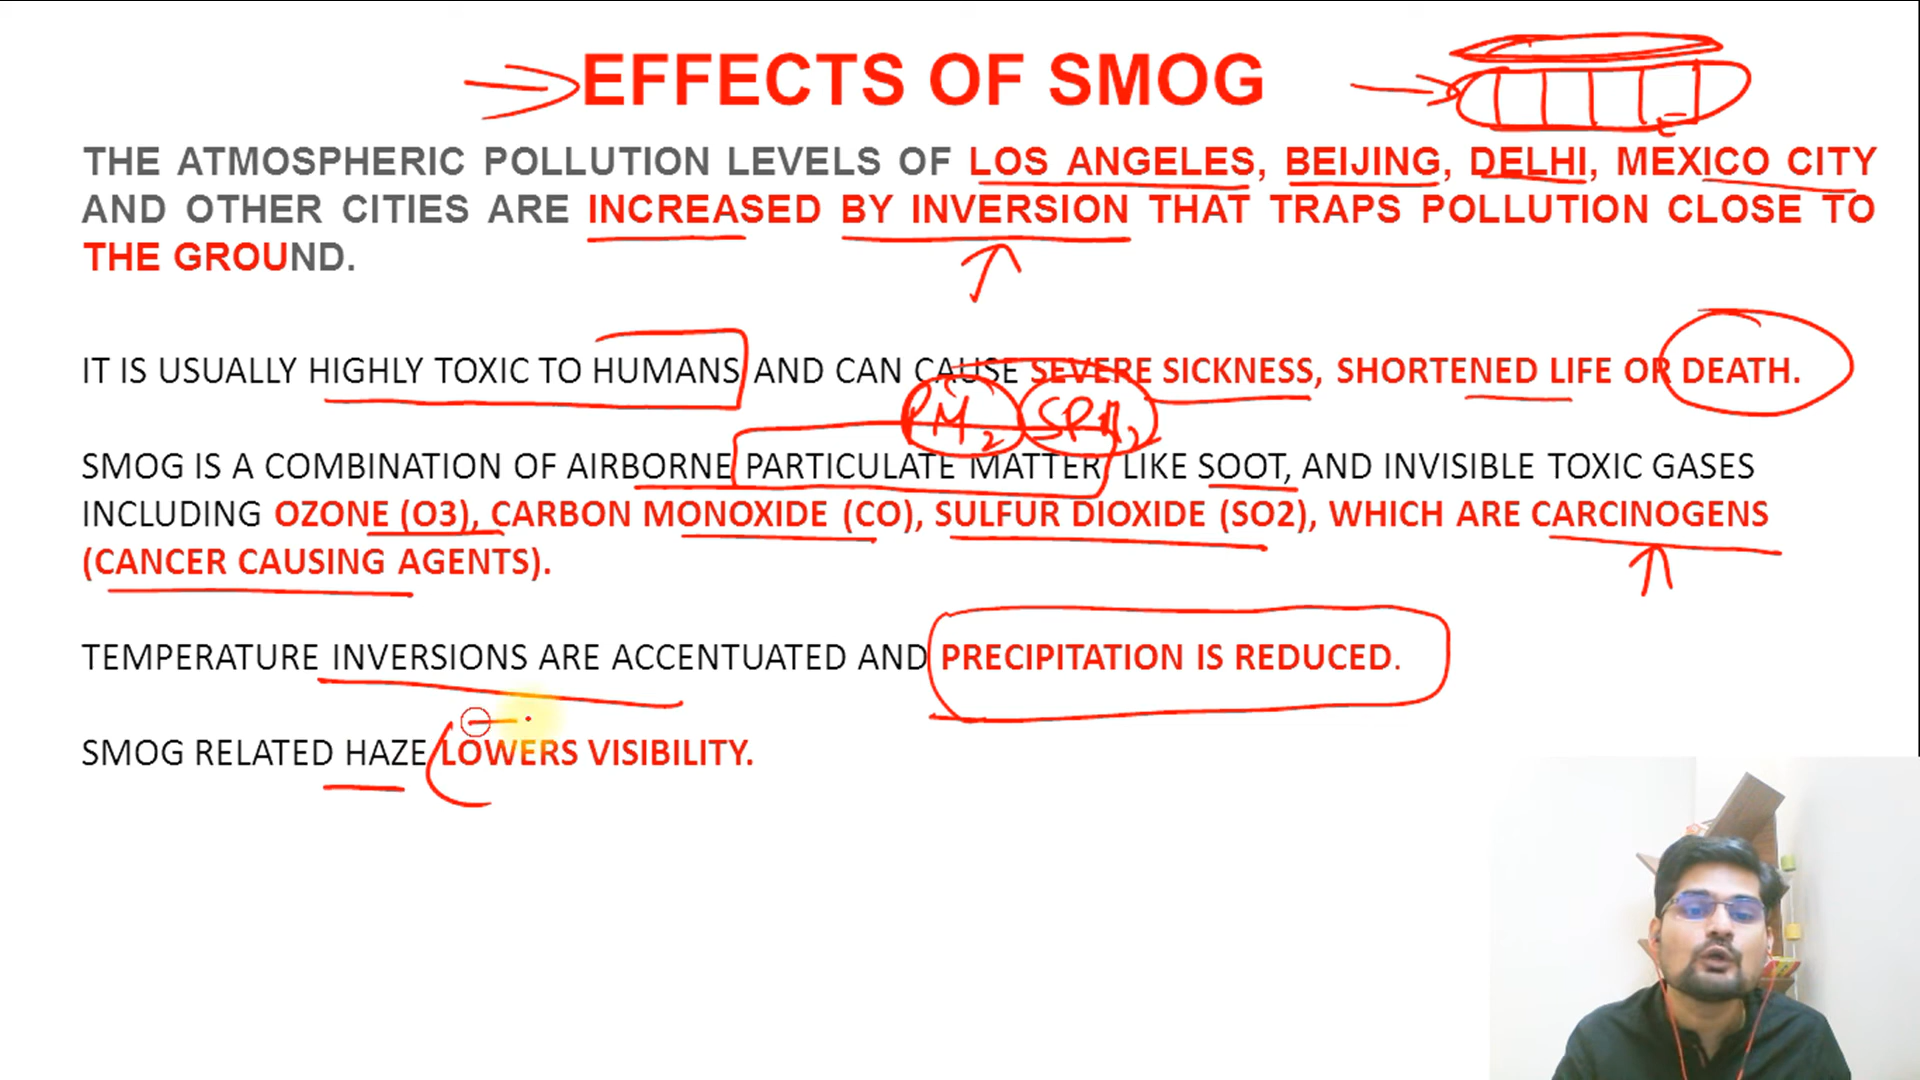 EFFECTS OF SMOG
THE ATMOSPHERIC POLLUTION LEVELS OF LOS ANGELES, BEIJING, DELHI, MEXICO CITY
AND OTHER CITIES ARE INCREASED BY INVERSION THAT TRAPS POLLUTION CLOSE TO
THE GROUND.
IT IS USUALLY HIGHLY TOXIC TO HUMANS AND CAN CAUSE SEVERE SICKNESS, SHORTENED LIFE OR DEATH.
PM2 SPM2
SMOG IS A COMBINATION OF AIRBORNE PARTICULATE MATTER LIKE SOOT, AND INVISIBLE TOXIC GASES
INCLUDING OZONE (O3), CARBON MONOXIDE (CO), SULFUR DIOXIDE (SO2), WHICH ARE CARCINOGENS
(CANCER CAUSING AGENTS).
TEMPERATURE INVERSIONS ARE ACCENTUATED AND PRECIPITATION IS REDUCED.
SMOG RELATED HAZE LOWERS VISIBILITY.